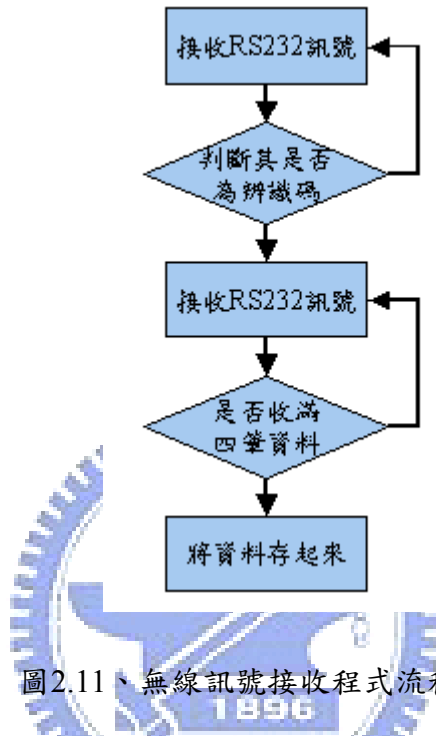 接收RS232訊號
判斷其是否
為辨識碼
接收RS232訊號
是否收滿
四筆資料
將資料存起來
圖2.11、無線訊號接收程式流
1896